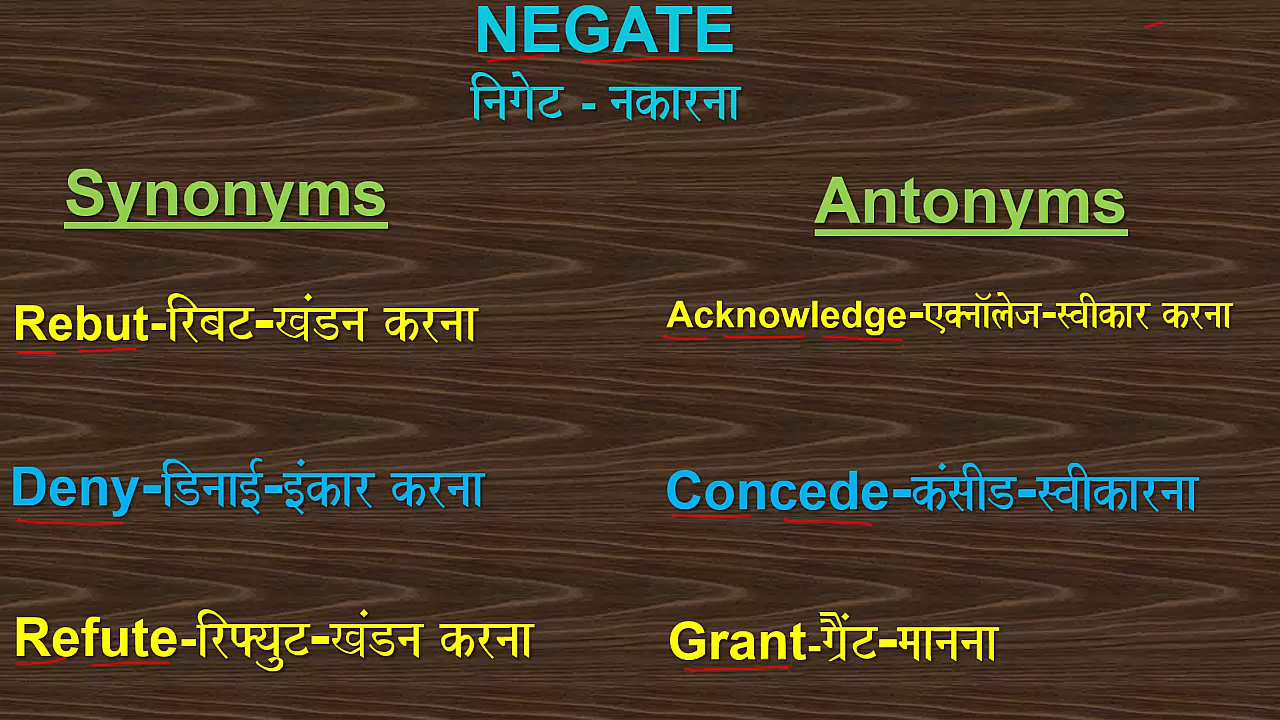 NEGATE
निगेट - नकारना
Synonyms
Antonyms
Rebut-रिबट-खंडन करना
Acknowledge-एक्नॉलेज-स्वीकार करना
Deny-डिनाई-इंकार करना
Concede-कंसीड-स्वीकारना
Refute-रिफ्युट-खंडन करना
Grant-ग्रैंट-मानना